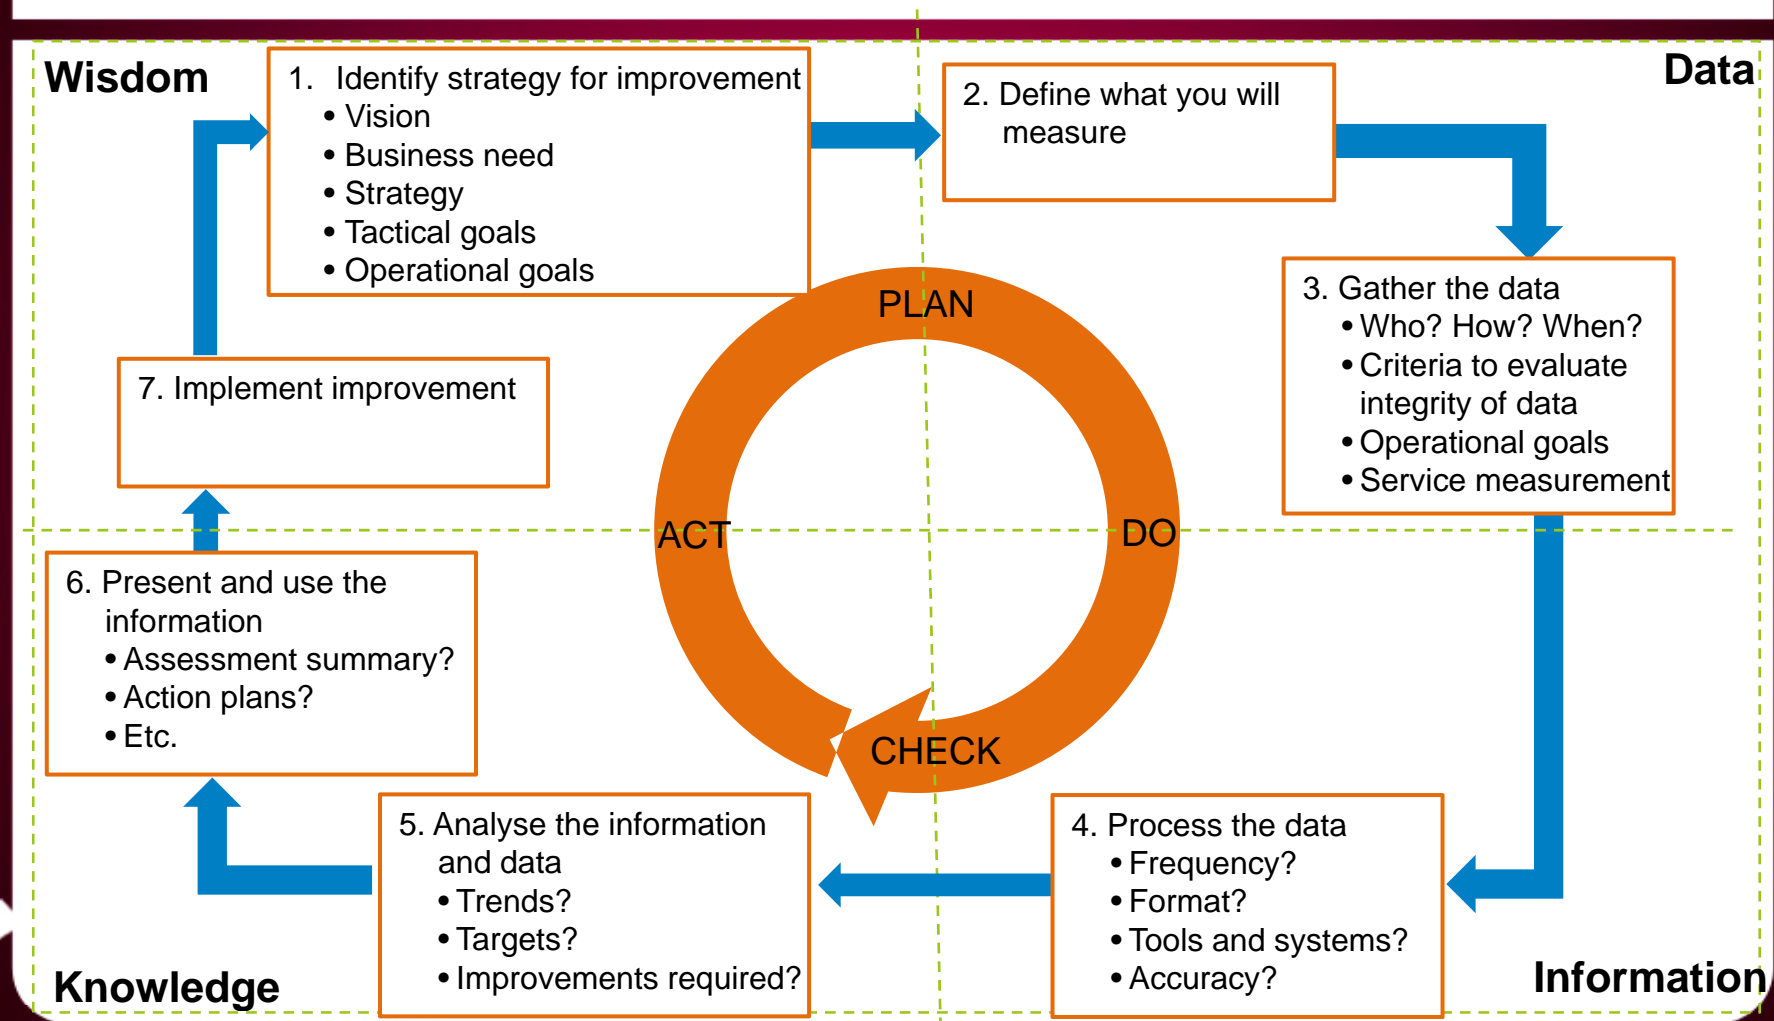 Wisdom
1. Identify strategy for improvement
• Vision
• Business need
• Strategy
• Tactical goals
• Operational goals
2. Define what you will
measure
Data
3. Gather the data
• Who? How? When?
• Criteria to evaluate
integrity of data
• Operational goals
• Service measurement
PLAN
DO
CHECK
ACT
7. Implement improvement
6. Present and use the
information
• Assessment summary?
• Action plans?
• Etc.
5. Analyse the information
and data
• Trends?
• Targets?
• Improvements required?
4. Process the data
• Frequency?
• Format?
• Tools and systems?
• Accuracy?
Knowledge
Information